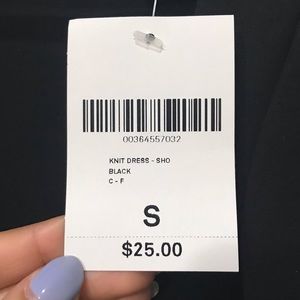 00364557032
KNIT DRESS - SHO
BLACK
C - F
S
$25.00